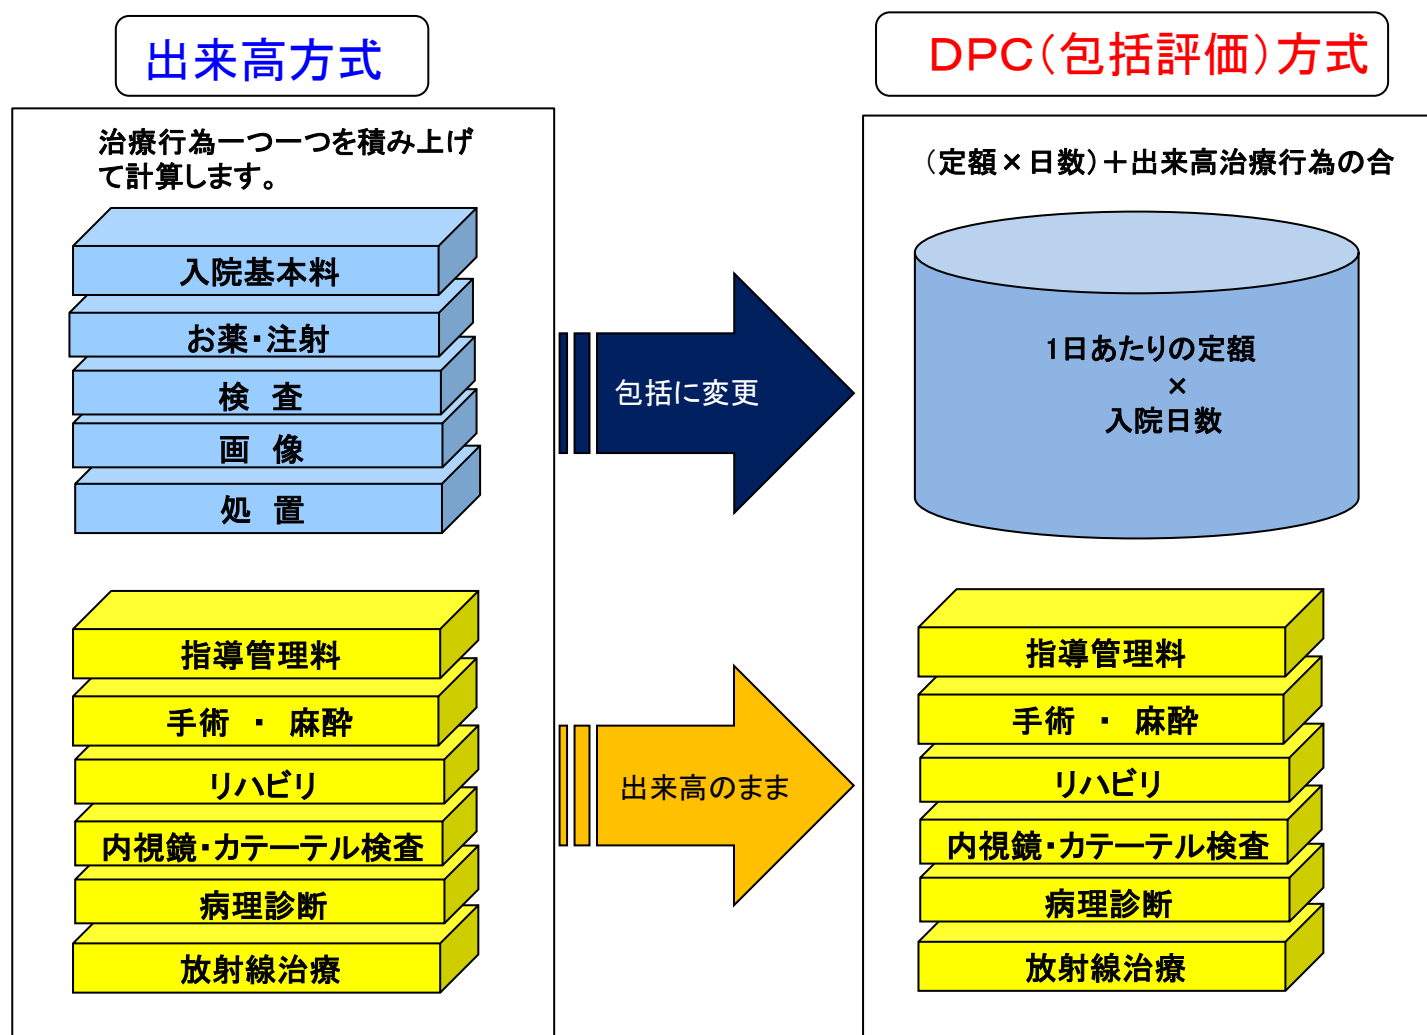 出来高方式
治療行為一つ一つを積み上げ
て計算します。
入院基本料
お薬・注射
検　査
画　像
処　置
指導管理料
手術　・　麻酔
リハビリ
内視鏡・カテーテル検査
病理診断
放射線治療
包括に変更
出来高のまま
DPC(包括評価)方式
（定額×日数）＋出来高治療行為の合
1日あたりの定額
×
入院日数
指導管理料
手術　・　麻酔
リハビリ
内視鏡・カテーテル検査
病理診断
放射線治療